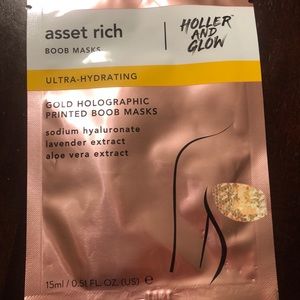 asset rich
BOOB MASKS
HOLLER
AND
GLOW
ULTRA-HYDRATING
GOLD HOLOGRAPHIC
PRINTED BOOB MASKS
sodium hyaluronate
lavender extract
aloe vera extract
15ml / 0.51 FL. OZ. (US) e